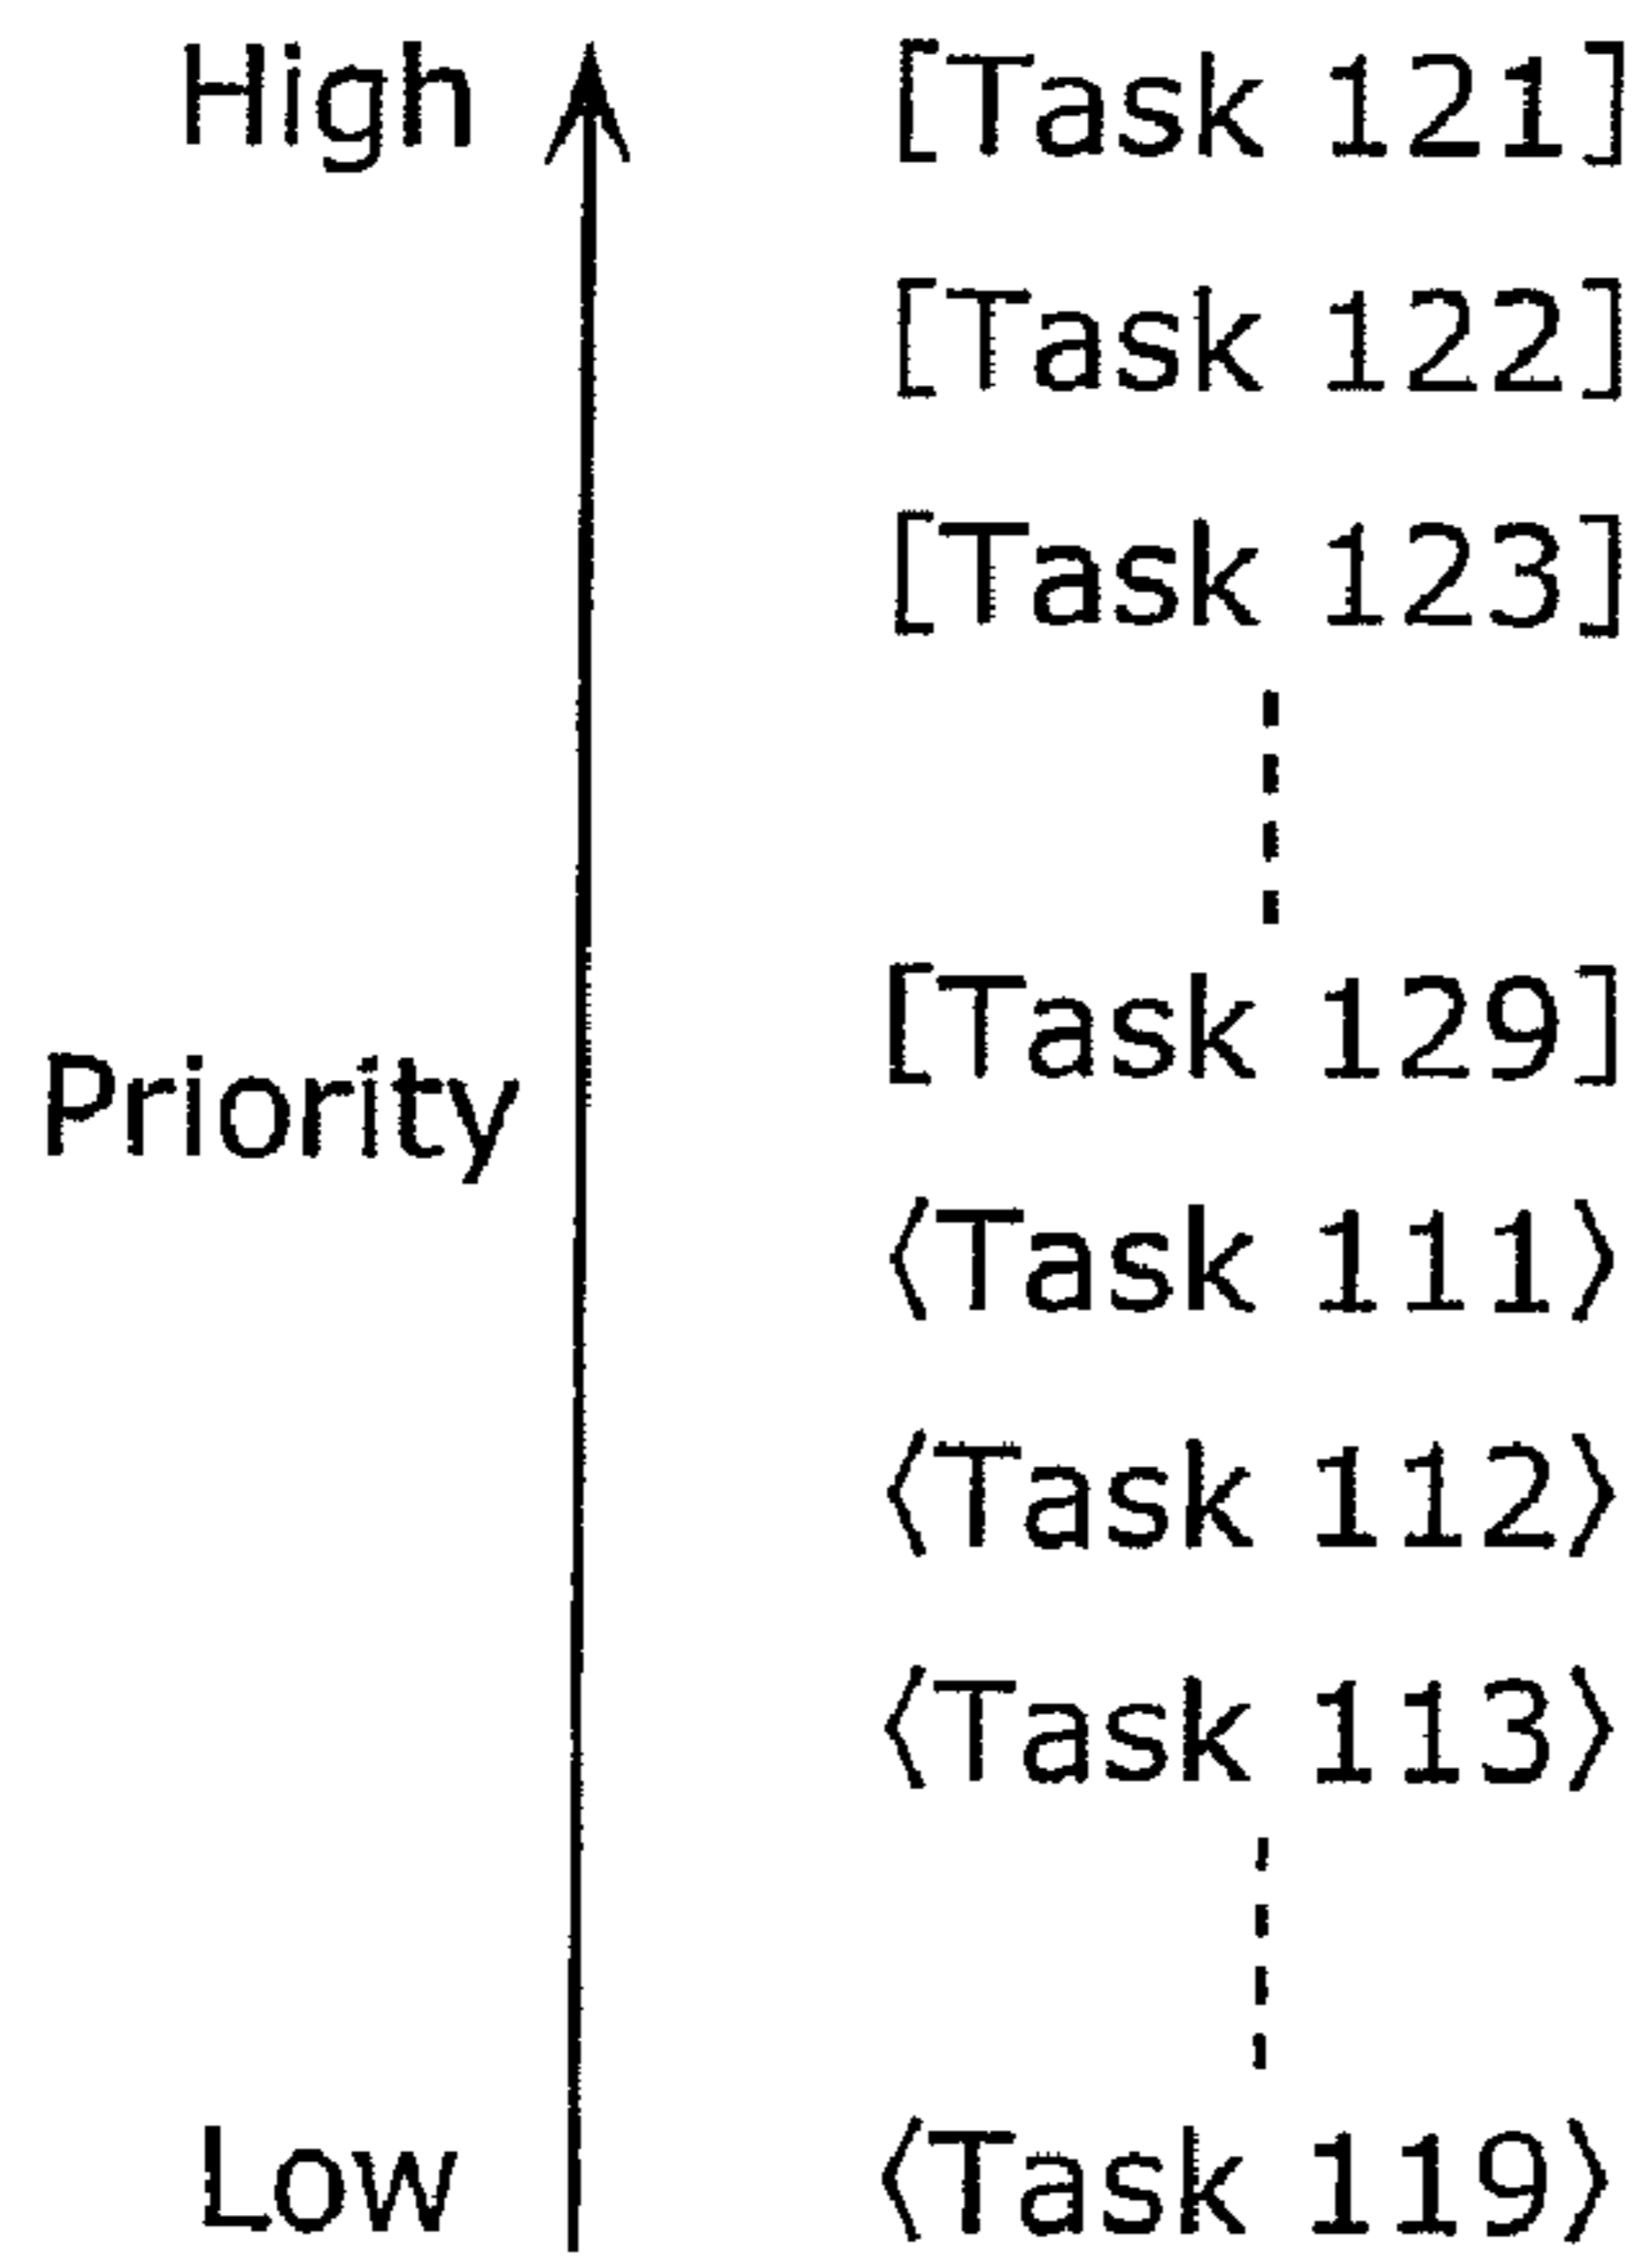 High
[Task 121]
[Task 122]
[Task 123]
[Task 129]
Priority
〈Task 111〉
〈Task 112〉
〈Task 113〉
Low
〈Task 119〉